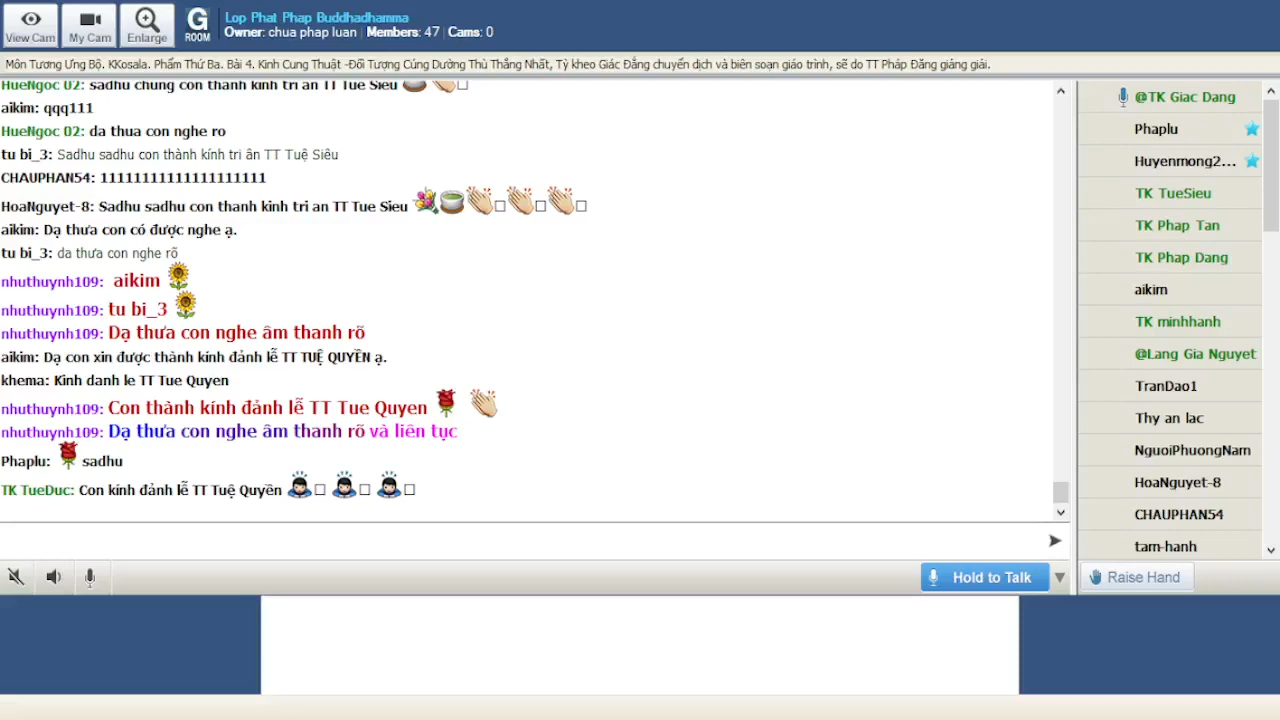 View Cam
My Cam
Enlarge
G
ROOM
Lop Phat Phap Buddhadhamma
Owner: chua phap luan | Members: 47 | Cams: 0
Môn Tương Ưng Bộ. KKosala. Phẩm Thứ Ba. Bài 4. Kinh Cung Thuật -Đối Tượng Cúng Dường Thù Thắng Nhất, Tỳ kheo Giác Đẳng chuyển dịch và biên soạn giáo trình, sẽ do TT Pháp Đăng giảng giải.
HueNgoc 02: sadhu chung con thanh kinh tri an TT Tue Sieu
aikim: qqq111
HueNgoc 02: da thua con nghe ro
tu bi_3: Sadhu sadhu con thành kính tri ân TT Tuệ Siêu
CHAUPHAN54: 11111111111111111111
HoaNguyet-8: Sadhu sadhu con thanh kinh tri an TT Tue Sieu
aikim: Dạ thưa con có được nghe ạ.
tu bi_3: da thưa con nghe rõ
nhuthuynh109: aikim
nhuthuynh109: tu bi_3
nhuthuynh109: Dạ thưa con nghe âm thanh rõ
aikim: Dạ con xin được thành kính đảnh lễ TT TUỆ QUYỀN ạ.
khema: Kinh danh le TT Tue Quyen
nhuthuynh109: Con thành kính đảnh lễ TT Tue Quyen
nhuthuynh109: Dạ thưa con nghe âm thanh rõ và liên tục
Phaplu: sadhu
TK TueDuc: Con kính đảnh lễ TT Tuệ Quyền
Hold to Talk
@TK Giac Dang
Phaplu
Huyenmong2...
TK TueSieu
TK Phap Tan
TK Phap Dang
aikim
TK minhhanh
@Lang Gia Nguyet
TranDao1
Thy an lac
NguoiPhuongNam
HoaNguyet-8
CHAUPHAN54
tam-hanh
Raise Hand